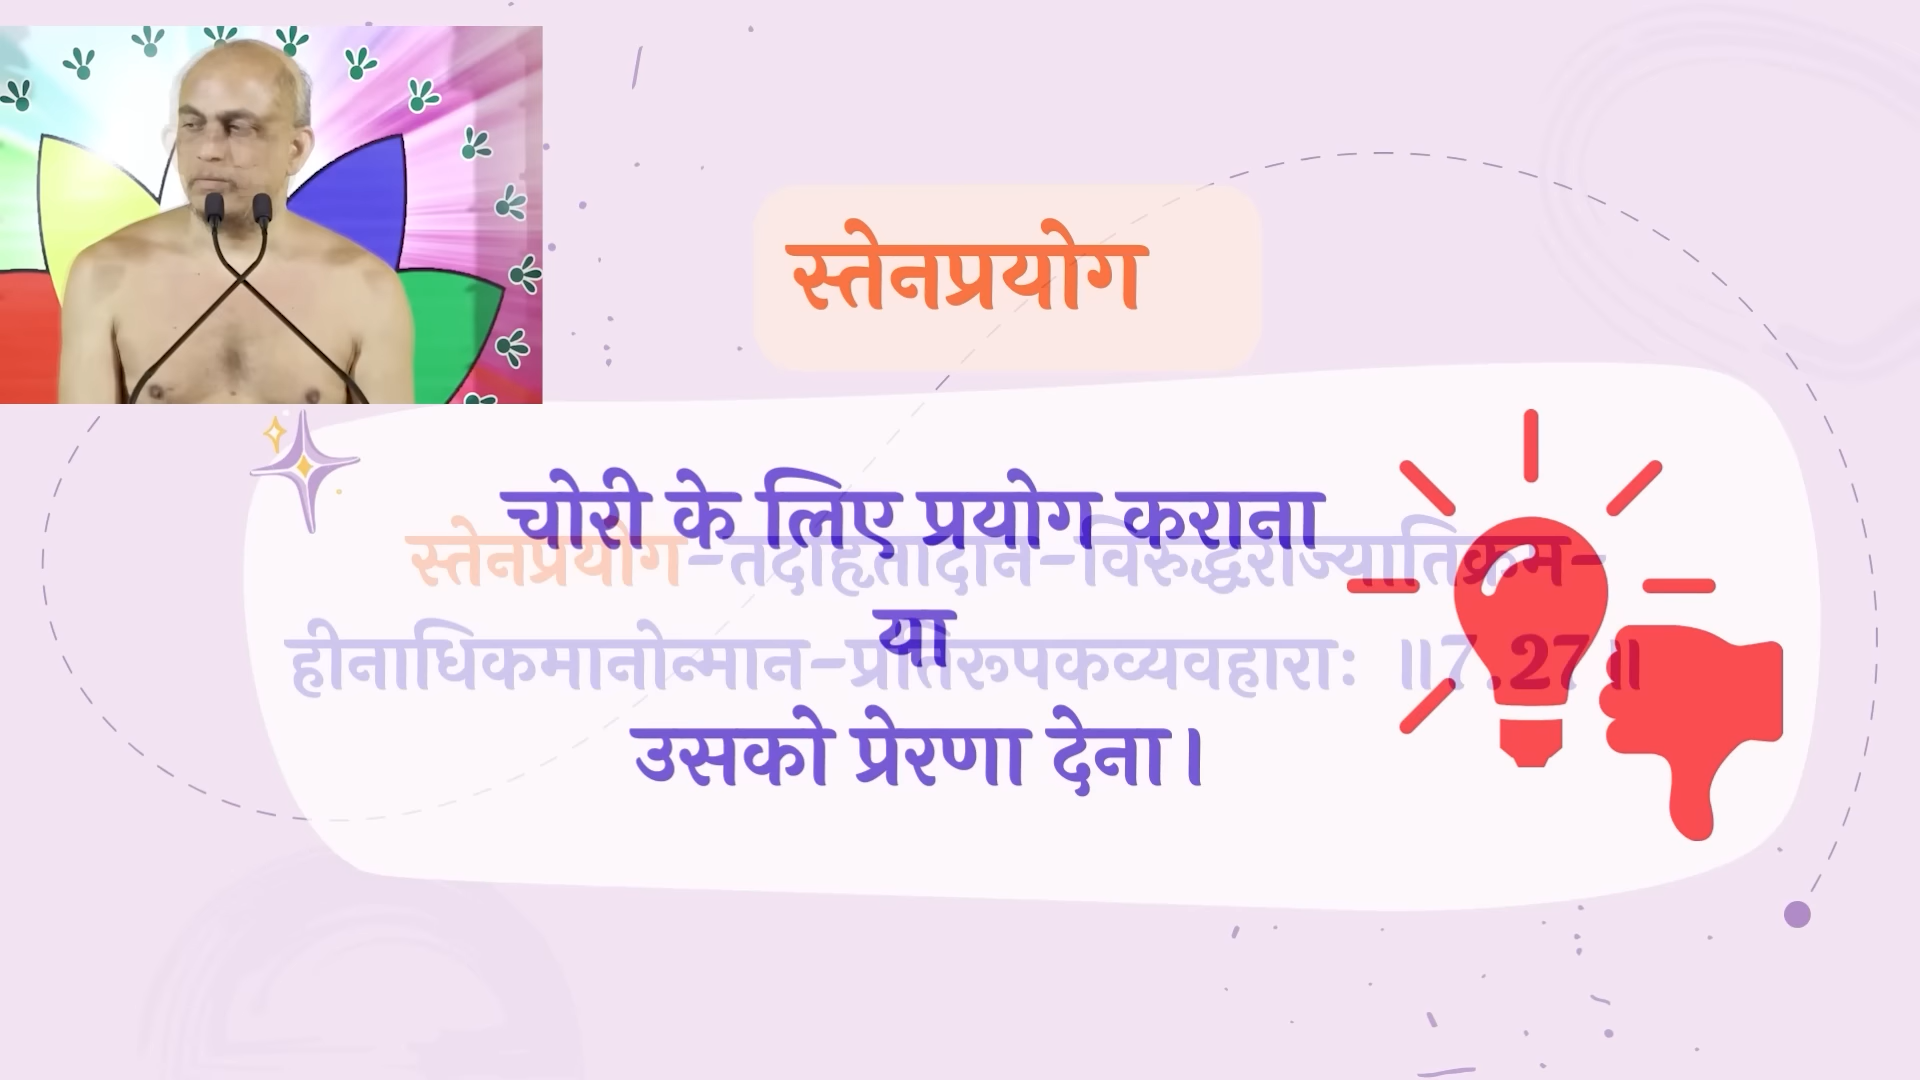 स्तेनप्रयोग
चोरी के लिए प्रयोग कराना
स्तेनप्रयोग-तदाहृतादान-विरुद्धराज्यातिक्रम-
या
हीनाधिकमानोन्मान-प्रतिरूपकव्यवहाराः ॥7.27॥
उसको प्रेरणा देना।